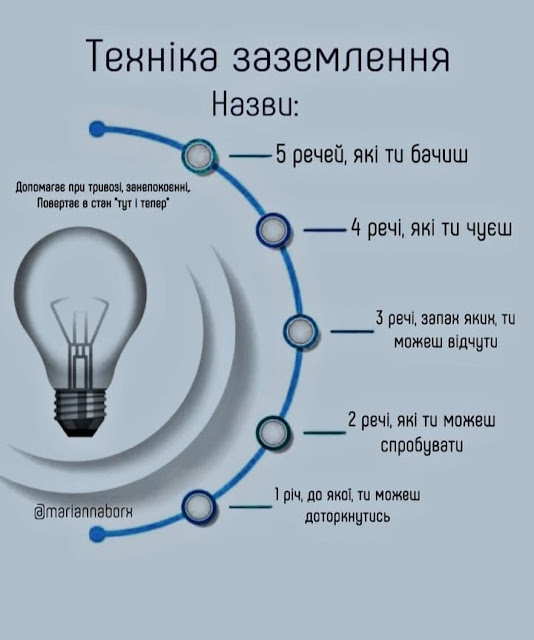 Техніка заземлення
Назви:
5 речей, які ти бачиш
Допомагає при тривозі, занепокоєнні,
Повертає в стан "тут і тепер"
4 речі, які ти чуєш
3 речі, запах яких, ти
можеш відчути
2 речі, які ти можеш
спробувати
1 річ, до якої, ти можеш
доторкнутись
@mariannaborx